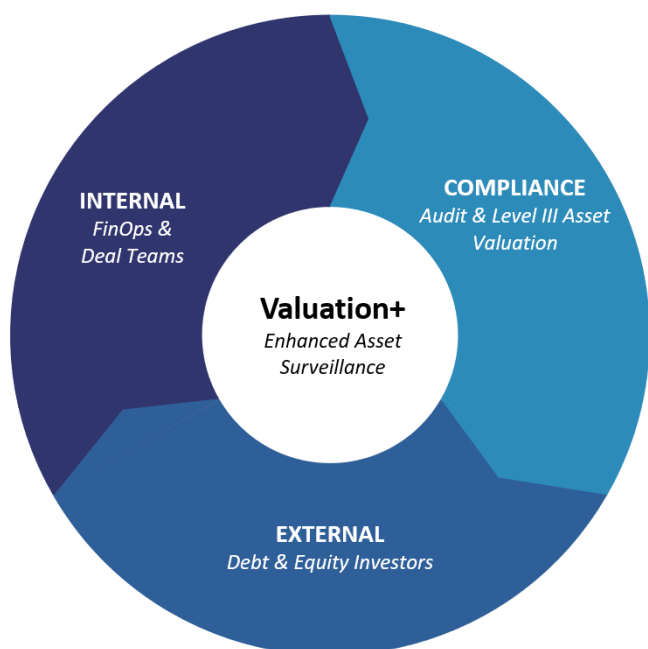 INTERNAL
FinOps &
Deal Teams
COMPLIANCE
Audit & Level III Asset
Valuation
Valuation+
Enhanced Asset
Surveillance
EXTERNAL
Debt & Equity Investors